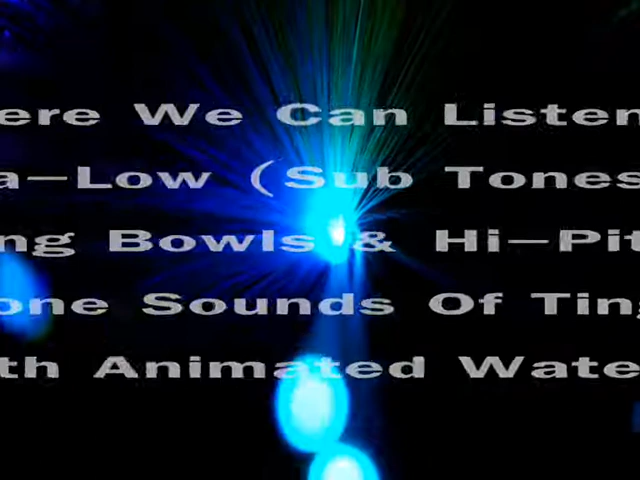 ere We Can Listen
a-Low (Sub Tones
ng Bowls & Hi-Pit
one Sounds Of Ting
th Animated Wate